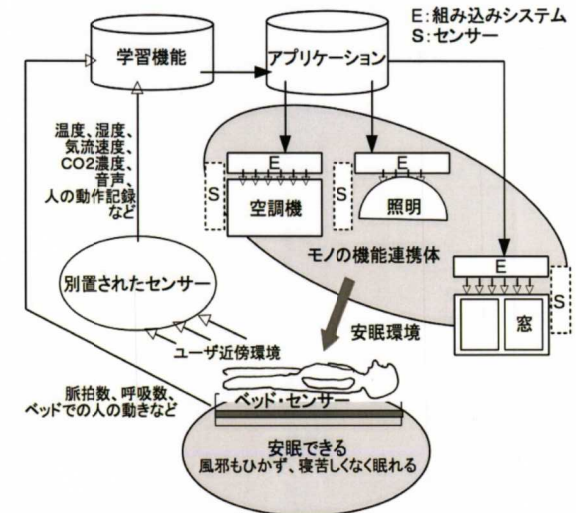 E:組み込みシステム
S:センサー
学習機能
アプリケーション
温度、湿度、
気流速度、
CO2濃度、
音声、
人の動作記録
など
E
S
空調機
E
S
照明
モノの機能連携体
E
S
窓
別置されたセンサー
安眠環境
ユーザ近傍環境
脈拍数、呼吸数、
ベッドでの人の動きなど
ベッド・センサー
安眠できる
風邪もひかず、寝苦しくなく眠れる